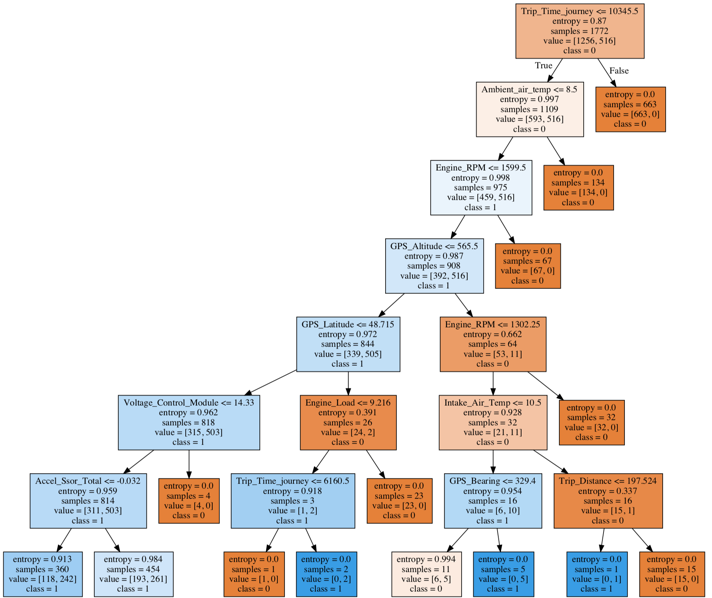 Trip_Time_journey <= 10345.5
entropy = 0.87
samples = 1772
value = [1256, 516]
class = 0
True
False
Ambient_air_temp <= 8.5
entropy = 0.997
samples = 1109
value = [593, 516]
class = 0
entropy = 0.0
samples = 663
value = [663, 0]
class = 0
Engine_RPM <= 1599.5
entropy = 0.998
samples = 975
value = [459, 516]
class = 1
entropy = 0.0
samples = 134
value = [134, 0]
class = 0
GPS_Altitude <= 565.5
entropy = 0.987
samples = 908
value = [392, 516]
class = 1
entropy = 0.0
samples = 67
value = [67, 0]
class = 0
GPS_Latitude <= 48.715
entropy = 0.972
samples = 844
value = [339, 505]
class = 1
Engine_RPM <= 1302.25
entropy = 0.662
samples = 64
value = [53, 11]
class = 0
Voltage_Control_Module <= 14.33
entropy = 0.962
samples = 818
value = [315, 503]
class = 1
Engine_Load <= 9.216
entropy = 0.391
samples = 26
value = [24, 2]
class = 0
Intake_Air_Temp <= 10.5
entropy = 0.928
samples = 32
value = [21, 11]
class = 0
entropy = 0.0
samples = 32
value = [32, 0]
class = 0
Accel_Ssor_Total <= -0.032
entropy = 0.959
samples = 814
value = [311, 503]
class = 1
entropy = 0.0
samples = 4
value = [4, 0]
class = 0
Trip_Time_journey <= 6160.5
entropy = 0.918
samples = 3
value = [1, 2]
class = 1
entropy = 0.0
samples = 23
value = [23, 0]
class = 0
GPS_Bearing <= 329.4
entropy = 0.954
samples = 16
value = [6, 10]
class = 1
Trip_Distance <= 197.524
entropy = 0.337
samples = 16
value = [15, 1]
class = 0
entropy = 0.913
samples = 360
value = [118, 242]
class = 1
entropy = 0.984
samples = 454
value = [193, 261]
class = 1
entropy = 0.0
samples = 1
value = [1, 0]
class = 0
entropy = 0.0
samples = 2
value = [0, 2]
class = 1
entropy = 0.994
samples = 11
value = [6, 5]
class = 0
entropy = 0.0
samples = 5
value = [0, 5]
class = 1
entropy = 0.0
samples = 1
value = [0, 1]
class = 1
entropy = 0.0
samples = 15
value = [15, 0]
class = 0